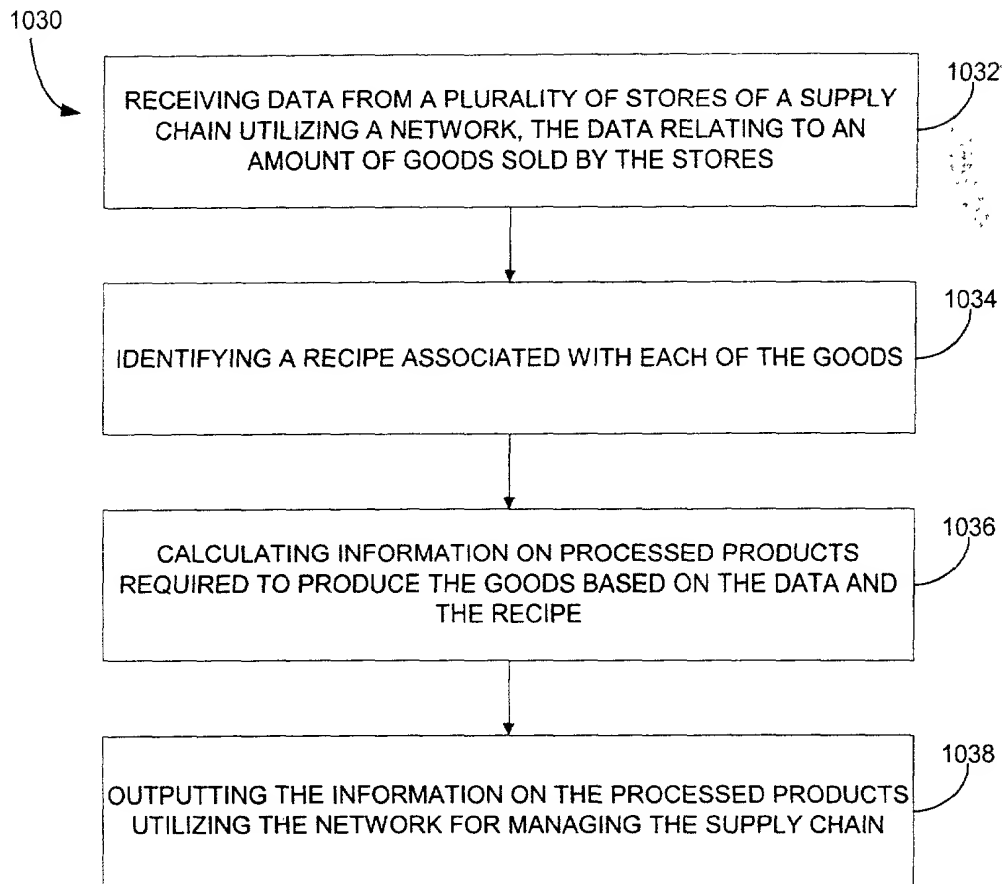 1030
1032
RECEIVING DATA FROM A PLURALITY OF STORES OF A SUPPLY
CHAIN UTILIZING A NETWORK, THE DATA RELATING TO AN
AMOUNT OF GOODS SOLD BY THE STORES
1034
IDENTIFYING A RECIPE ASSOCIATED WITH EACH OF THE GOODS
1036
CALCULATING INFORMATION ON PROCESSED PRODUCTS
REQUIRED TO PRODUCE THE GOODS BASED ON THE DATA AND
THE RECIPE
1038
OUTPUTTING THE INFORMATION ON THE PROCESSED PRODUCTS
UTILIZING THE NETWORK FOR MANAGING THE SUPPLY CHAIN